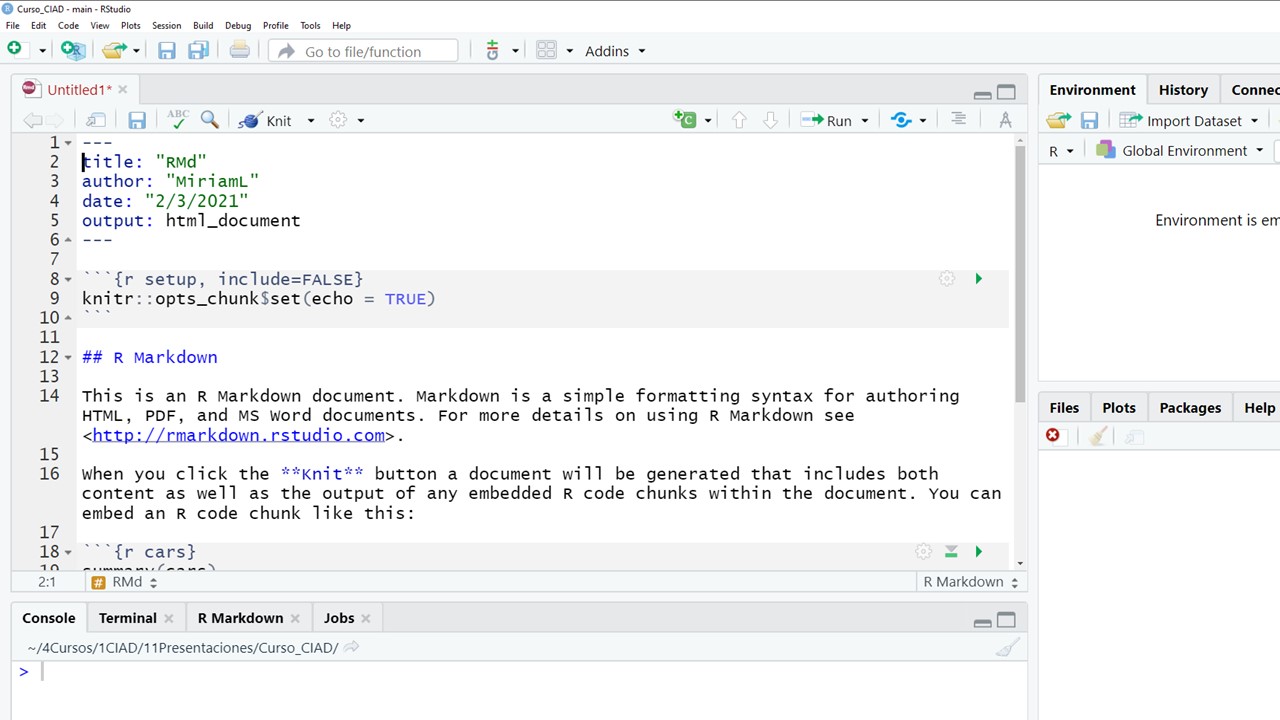 Curso_CIAD - main - RStudio
File Edit Code View Plots Session Build Debug Profile Tools Help
Go to file/function Addins
Untitled1*
ABC Knit Run
1 ---
2 title: "RMd"
3 author: "MiriamL"
4 date: "2/3/2021"
5 output: html_document
6 ---
7
8 ```{r setup, include=FALSE}
9 knitr::opts_chunk$set(echo = TRUE)
10 ```
11
12 ## R Markdown
13
14 This is an R Markdown document. Markdown is a simple formatting syntax for authoring
HTML, PDF, and MS Word documents. For more details on using R Markdown see
<http://rmarkdown.rstudio.com>.
15
16 When you click the **Knit** button a document will be generated that includes both
content as well as the output of any embedded R code chunks within the document. You can
embed an R code chunk like this:
17
18 ```{r cars}
19 summary(cars)
2:1 RMd R Markdown
Console Terminal R Markdown Jobs
~/4Cursos/1CIAD/11Presentaciones/Curso_CIAD/
>
Environment History Connec
Import Dataset
R Global Environment
Environment is em
Files Plots Packages Help